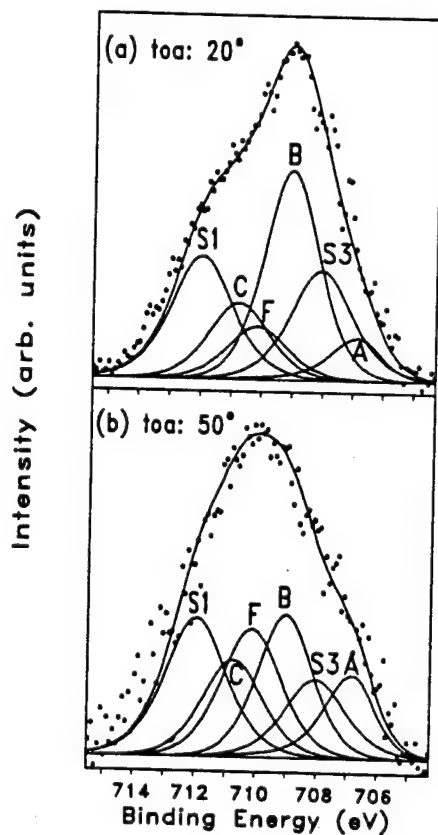 (a) toa: 20°
B
S1
S3
C
F
A
(b) toa: 50°
S1
F
B
C
S3
A
Intensity (arb. units)
714 712 710 708 706
Binding Energy (eV)